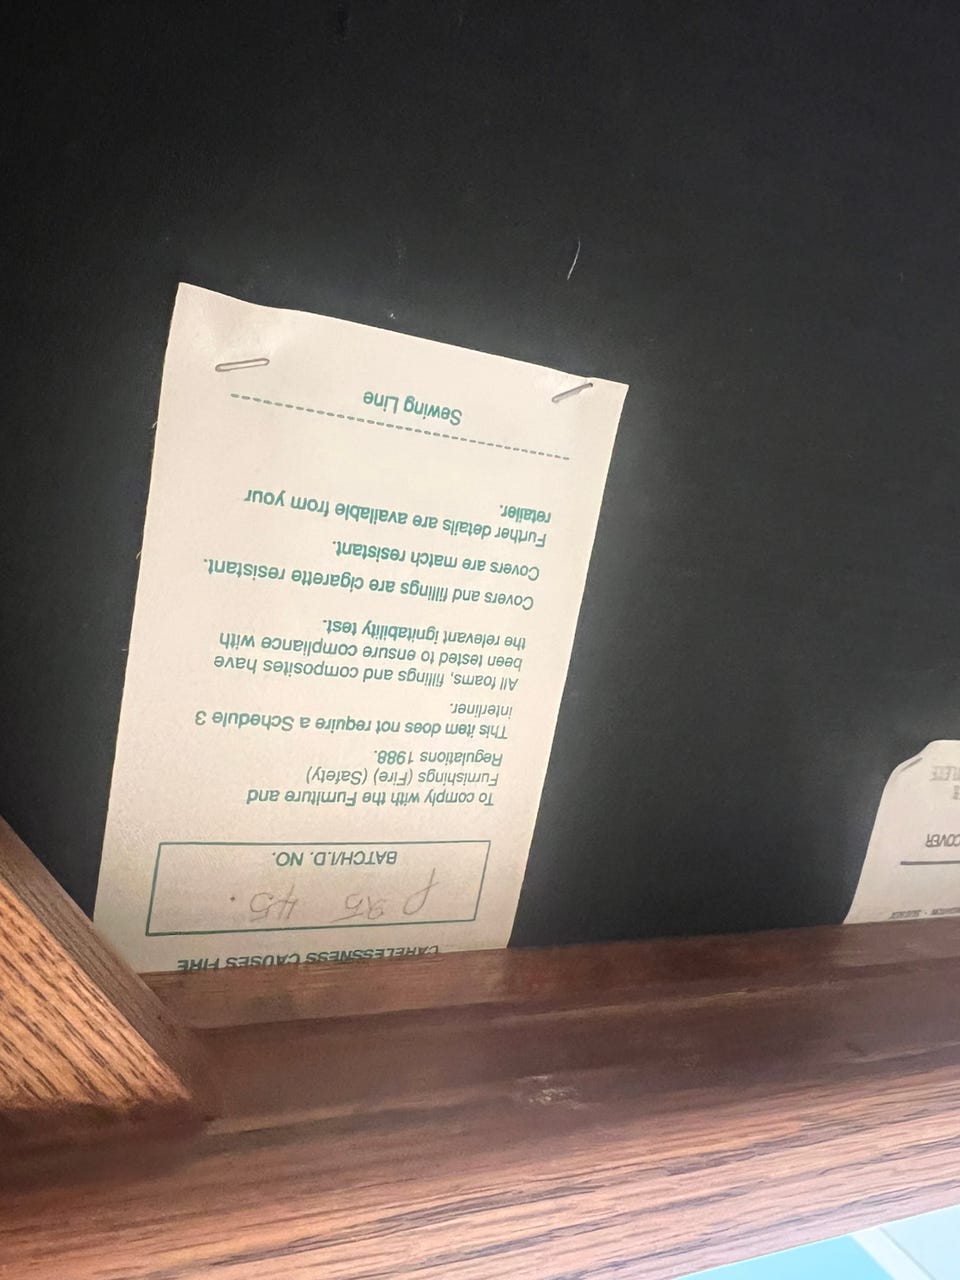 CARELESSNESS CAUSES FIRE
BATCH/I.D. NO.
To comply with the Furniture and
Furnishings (Fire) (Safety)
Regulations 1988.
This item does not require a Schedule 3
interliner.
All foams, fillings and composites have
been tested to ensure compliance with
the relevant ignitability test.
Covers and fillings are cigarette resistant.
Covers are match resistant.
Further details are available from your
retailer.
Sewing Line
COVER